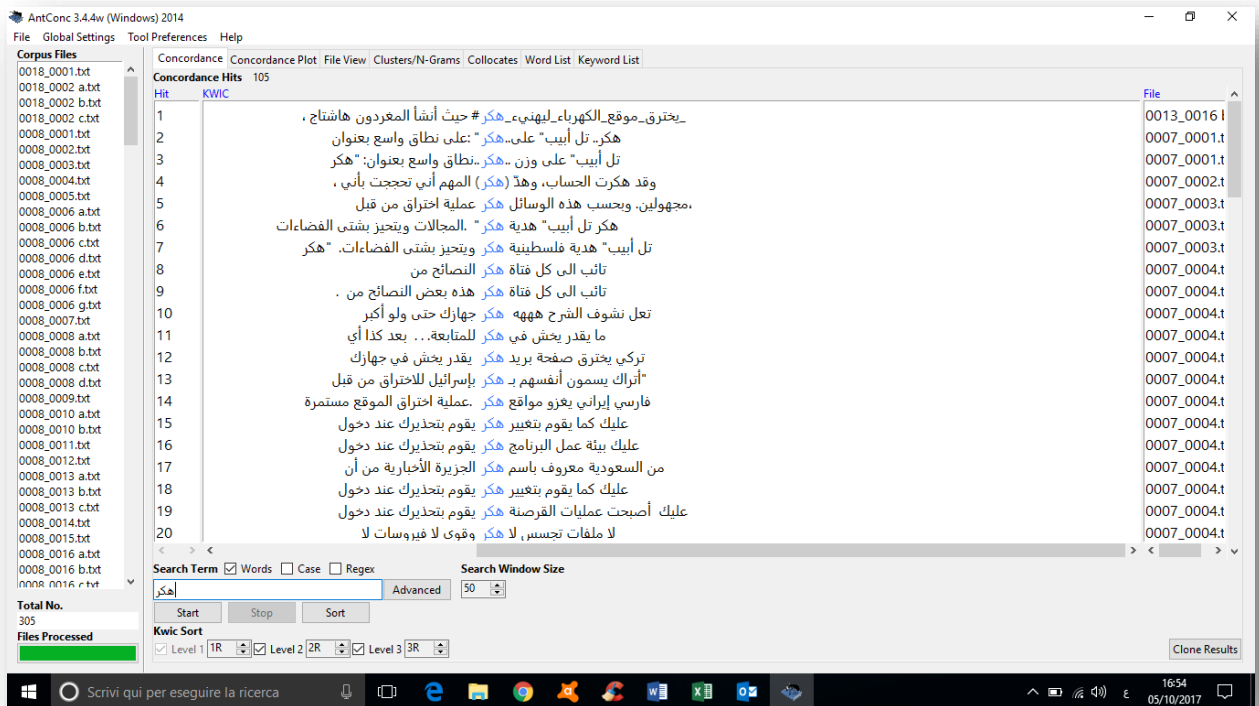 AntConc 3.4.4w (Windows) 2014
File Global Settings Tool Preferences Help
Corpus Files
0018_0001.txt
0018_0002 a.txt
0018_0002 b.txt
0018_0002 c.txt
0008_0001.txt
0008_0002.txt
0008_0003.txt
0008_0004.txt
0008_0005.txt
0008_0006 a.txt
0008_0006 b.txt
0008_0006 c.txt
0008_0006 d.txt
0008_0006 e.txt
0008_0006 f.txt
0008_0006 g.txt
0008_0007.txt
0008_0008 a.txt
0008_0008 b.txt
0008_0008 c.txt
0008_0008 d.txt
0008_0009.txt
0008_0010 a.txt
0008_0010 b.txt
0008_0011.txt
0008_0012.txt
0008_0013 a.txt
0008_0013 b.txt
0008_0013 c.txt
0008_0014.txt
0008_0015.txt
0008_0016 a.txt
0008_0016 b.txt
0008_0016 c.txt
Total No.
305
Files Processed
Concordance Concordance Plot File View Clusters/N-Grams Collocates Word List Keyword List
Concordance Hits 105
Hit KWIC File
1 _يخترق_موقع_الكهرباء_ليهنيء_هكر # حيث أنشأ المغردون هاشتاج ، 0013_0016
2 هكر.. تل أبيب" على..هكر" :على نطاق واسع بعنوان 0007_0001.t
3 تل أبيب" على وزن ..هكر..نطاق واسع بعنوان: "هكر 0007_0001.t
4 وقد هكرت الحساب، وهدّ (هكر) المهم أني تحججت بأني ، 0007_0002.t
5 ،مجهولين. وبحسب هذه الوسائل هكر عملية اختراق من قبل 0007_0003.t
6 هكر تل أبيب" هدية هكر" .المجالات ويتحيز بشتى الفضاءات 0007_0003.t
7 تل أبيب" هدية فلسطينية هكر ويتحيز بشتى الفضاءات. "هكر 0007_0003.t
8 تائب الى كل فتاة هكر النصائح من 0007_0004.t
9 تائب الى كل فتاة هكر هذه بعض النصائح من . 0007_0004.t
10 تعل نشوف الشرح هههه هكر جهازك حتى ولو أكبر 0007_0004.t
11 ما يقدر يخش في هكر للمتابعة... بعد كذا أي 0007_0004.t
12 تركي يخترق صفحة بريد هكر يقدر يخش في جهازك 0007_0004.t
13 "أتراك يسمون أنفسهم بـ هكر بإسرائيل للاختراق من قبل 0007_0004.t
14 فارسي إيراني يغزو مواقع هكر .عملية اختراق الموقع مستمرة 0007_0004.t
15 عليك كما يقوم بتغيير هكر يقوم بتحذيرك عند دخول 0007_0004.t
16 عليك بيئة عمل البرنامج هكر يقوم بتحذيرك عند دخول 0007_0004.t
17 من السعودية معروف باسم هكر الجزيرة الأخبارية من أن 0007_0004.t
18 عليك كما يقوم بتغيير هكر يقوم بتحذيرك عند دخول 0007_0004.t
19 عليك أصبحت عمليات القرصنة هكر يقوم بتحذيرك عند دخول 0007_0004.t
20 لا ملفات تجسس لا هكر وقوي لا فيروسات لا 0007_0004.t
Search Term Words Case Regex Search Window Size
هكر Advanced 50
Start Stop Sort
Kwic Sort
Level 1 1R Level 2 2R Level 3 3R Clone Results
Scrivi qui per eseguire la ricerca
ع 16:54
05/10/2017